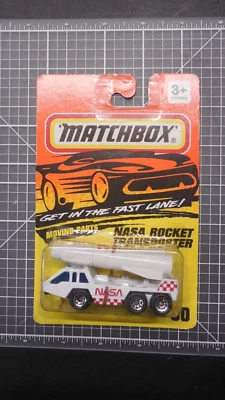 3+
MATCHBOX®
GET IN THE FAST LANE!
MOVING PARTS
NASA ROCKET
TRANSPORTER
NASA